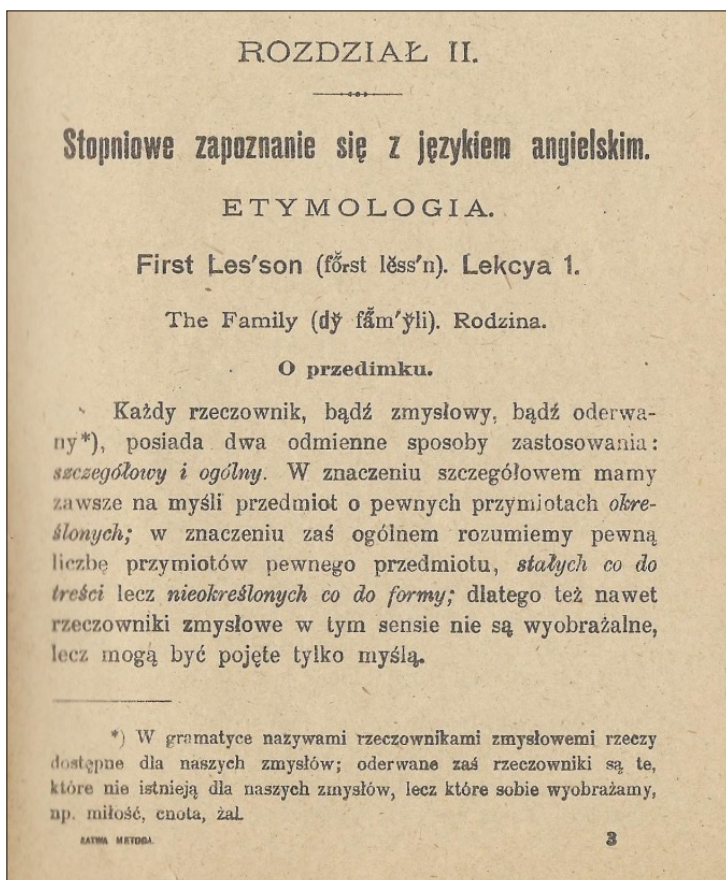 ROZDZIAŁ II.
Stopniowe zapoznanie się z językiem angielskim.
ETYMOLOGIA.
First Les'son (főrst lĕss'n). Lekcya 1.
The Family (dy̆ fắm'y̆li). Rodzina.
O przedimku.
Każdy rzeczownik, bądź zmysłowy, bądź oderwa-
ny*), posiada dwa odmienne sposoby zastosowania:
szczegółowy i ogólny. W znaczeniu szczegółowem mamy
zawsze na myśli przedmiot o pewnych przymiotach okre-
ślonych; w znaczeniu zaś ogólnem rozumiemy pewną
liczbę przymiotów pewnego przedmiotu, stałych co do
treści lecz nieokreślonych co do formy; dlatego też nawet
rzeczowniki zmysłowe w tym sensie nie są wyobrażalne,
lecz mogą być pojęte tylko myślą.
*) W gramatyce nazywami rzeczownikami zmysłowemi rzeczy
dostępne dla naszych zmysłów; oderwane zaś rzeczowniki są te,
które nie istnieją dla naszych zmysłów, lecz które sobie wyobrażamy,
np. miłość, cnota, żal.
ŁATWA METODA. 3